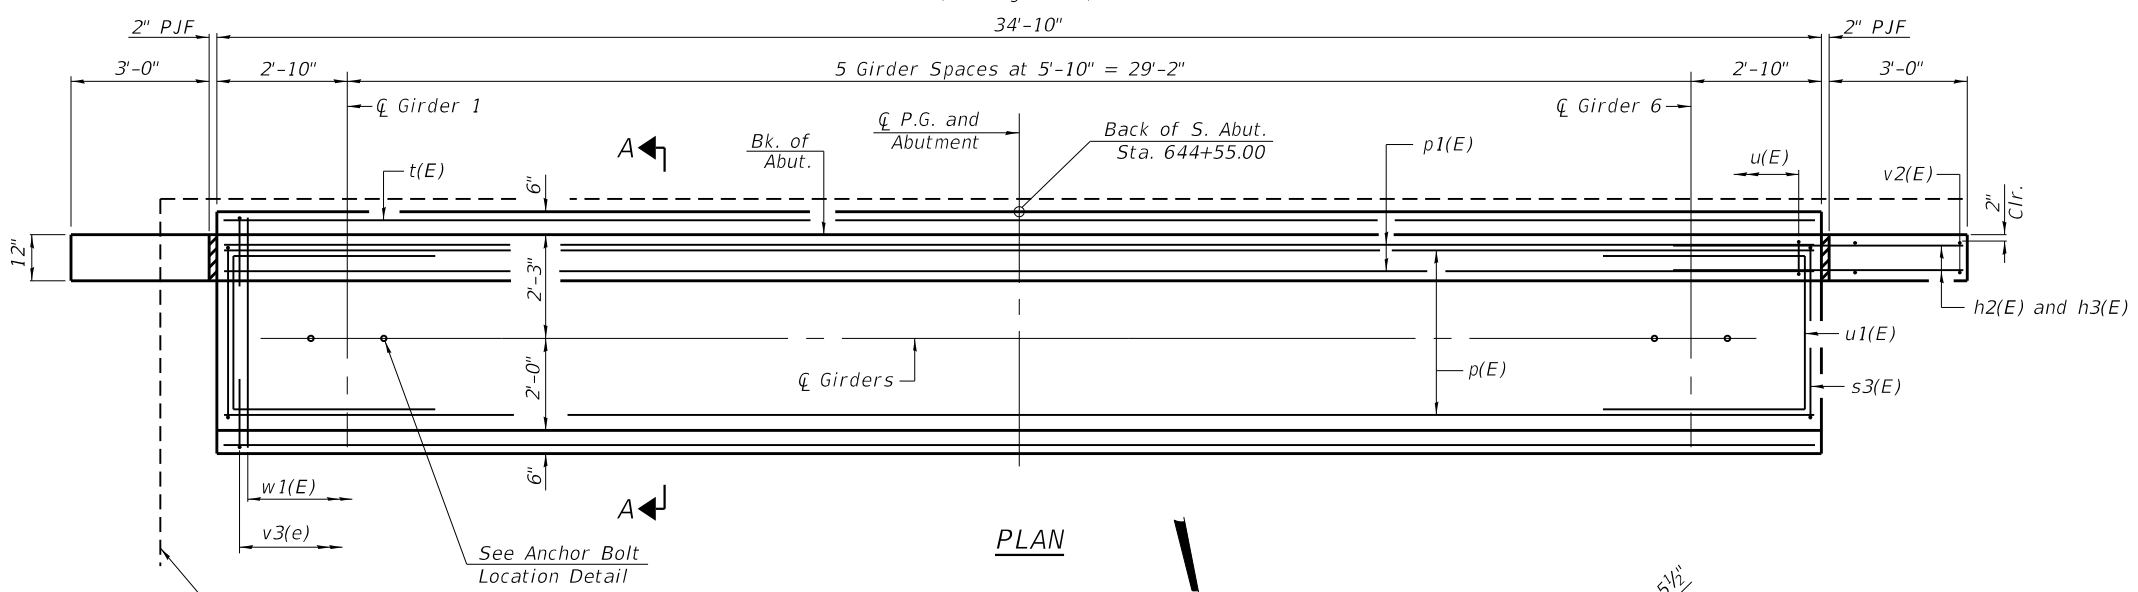 2" PJF
34'-10"
2" PJF
3'-0"
2'-10"
5 Girder Spaces at 5'-10" = 29'-2"
2'-10"
3'-0"
℄ Girder 1
℄ P.G. and
Abutment
Back of S. Abut.
Sta. 644+55.00
℄ Girder 6
A
Bk. of
Abut.
p1(E)
u(E)
t(E)
v2(E)
6"
2"
Clr.
12"
2'-3"
h2(E) and h3(E)
u1(E)
℄ Girders
2'-0"
p(E)
s3(E)
6"
w1(E)
A
v3(e)
PLAN
See Anchor Bolt
Location Detail
5½"